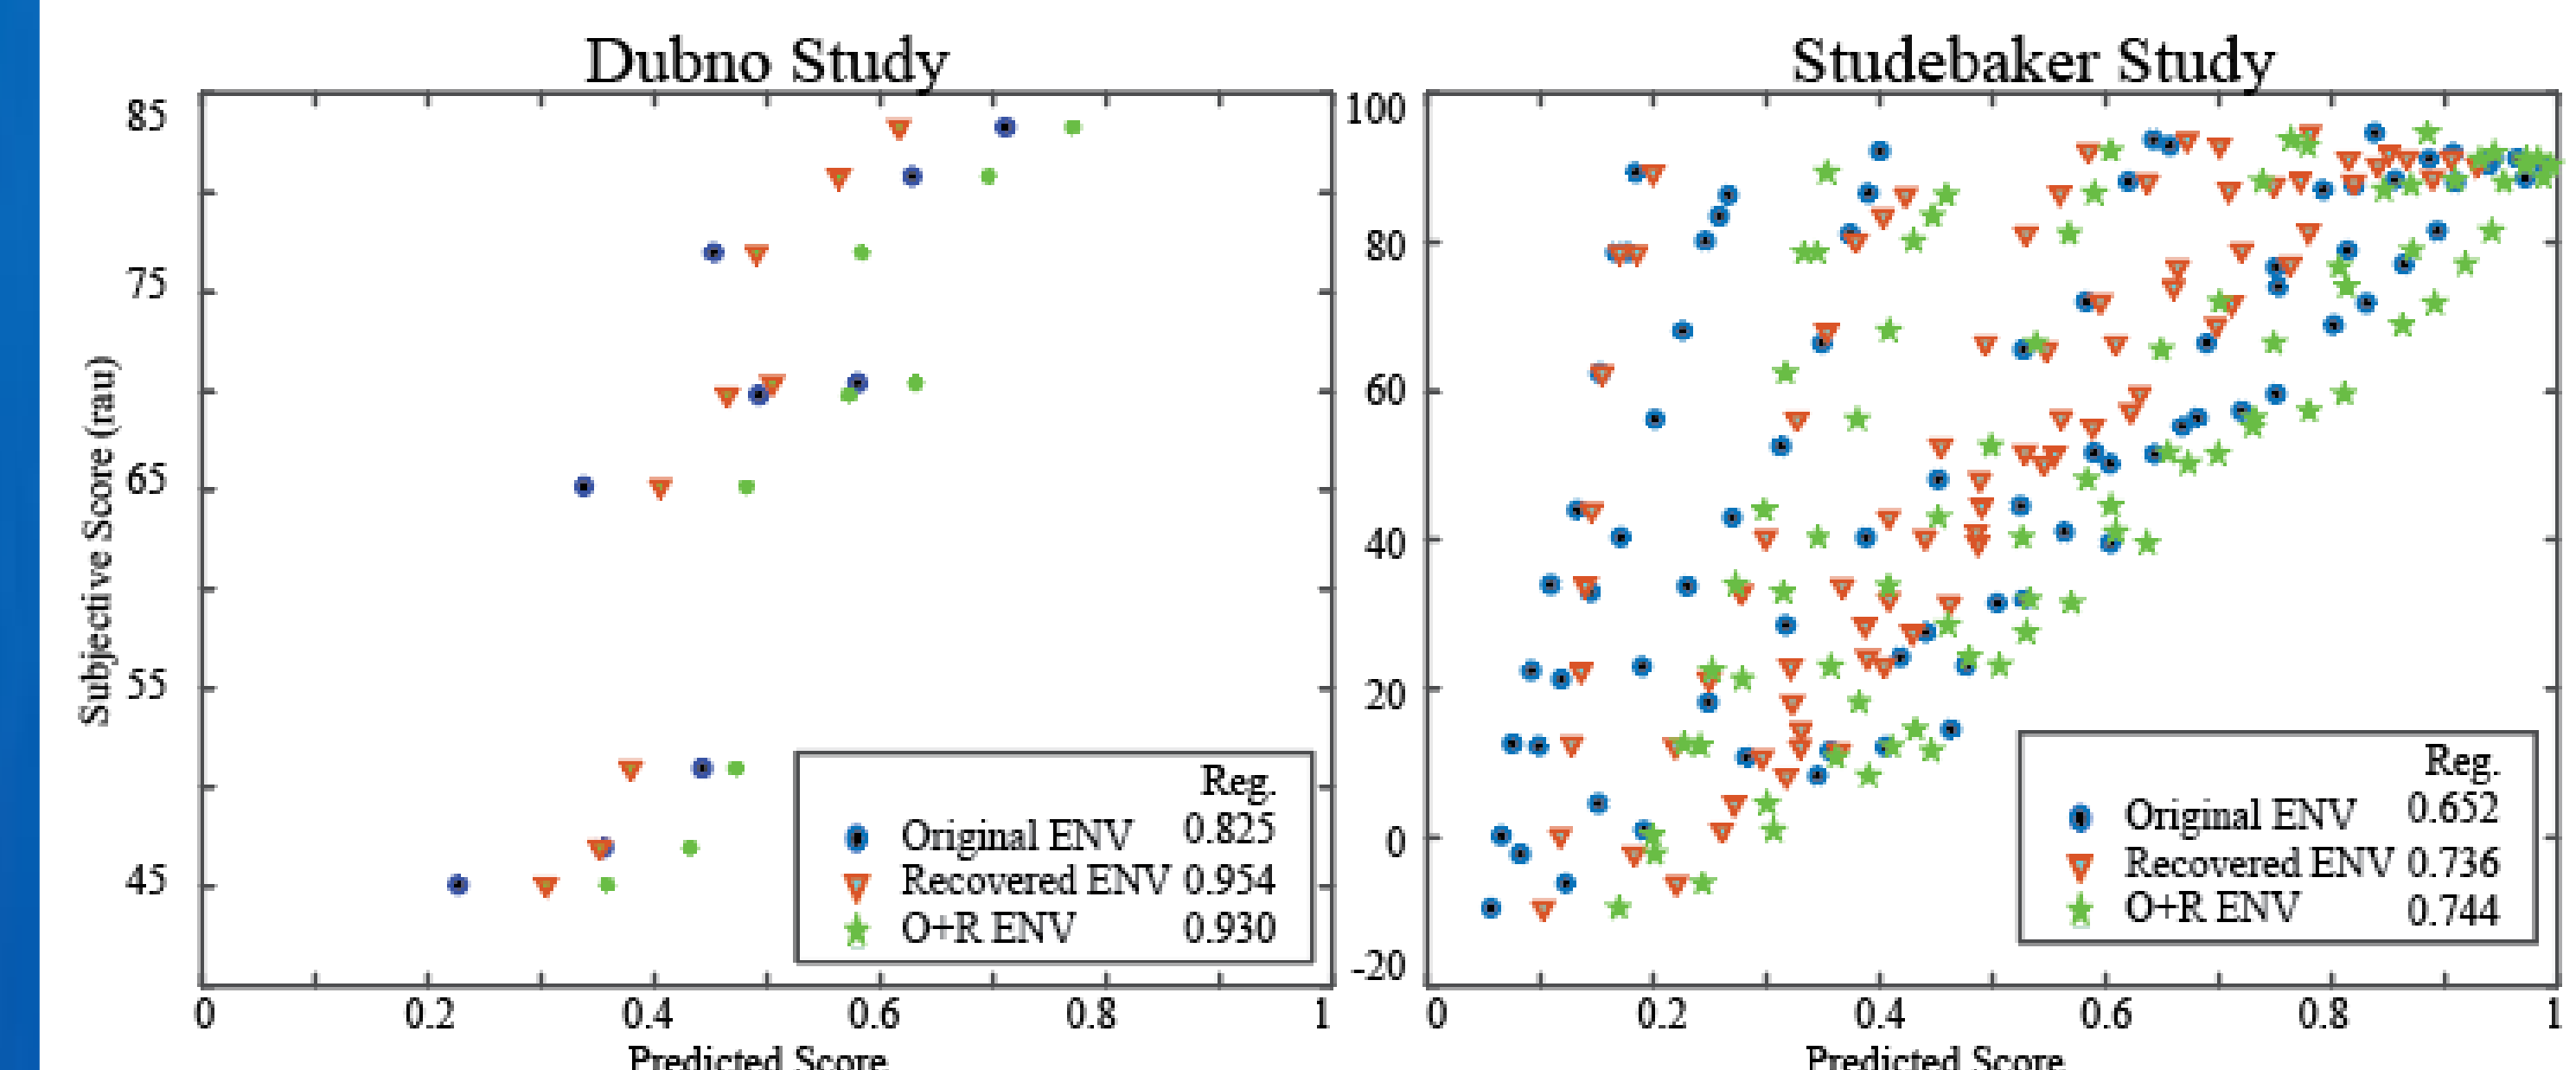 Dubno Study
85
75
65
55
45
Subjective Score (rau)
0 0.2 0.4 0.6 0.8 1
Predicted Score
Reg.
Original ENV 0.825
Recovered ENV 0.954
O+R ENV 0.930
Studebaker Study
100
80
60
40
20
0
-20
0 0.2 0.4 0.6 0.8 1
Predicted Score
Reg.
Original ENV 0.652
Recovered ENV 0.736
O+R ENV 0.744